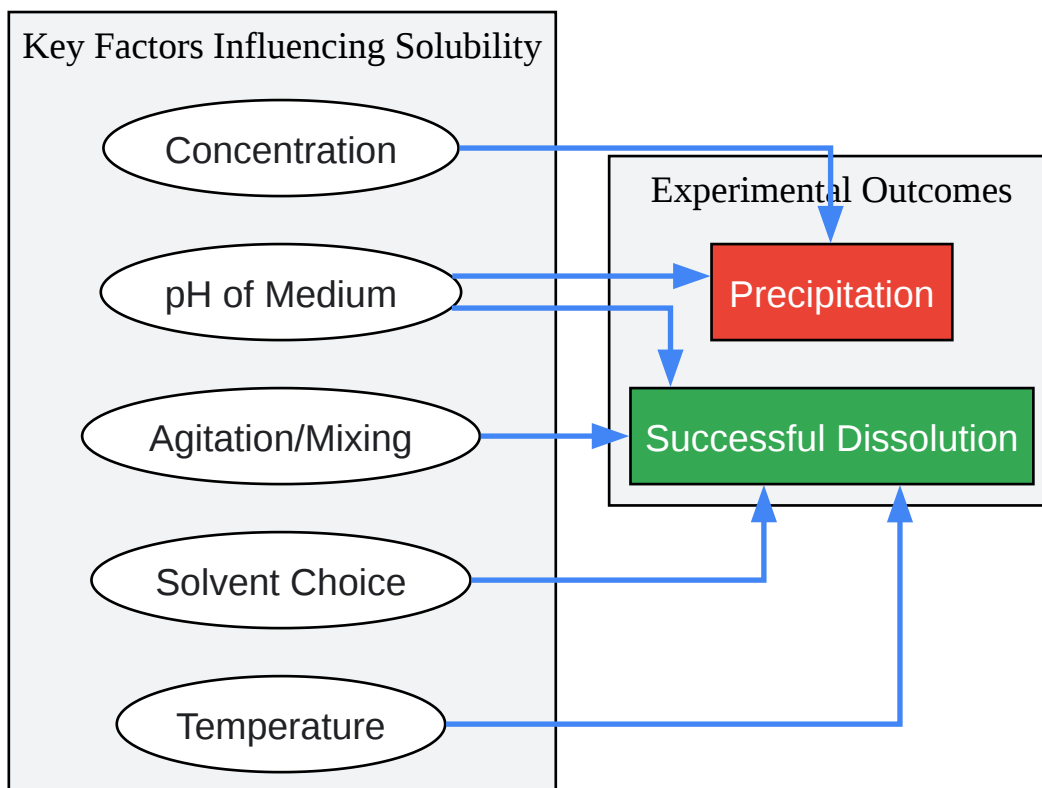 Key Factors Influencing Solubility
Concentration
pH of Medium
Agitation/Mixing
Solvent Choice
Temperature
Experimental Outcomes
Precipitation
Successful Dissolution